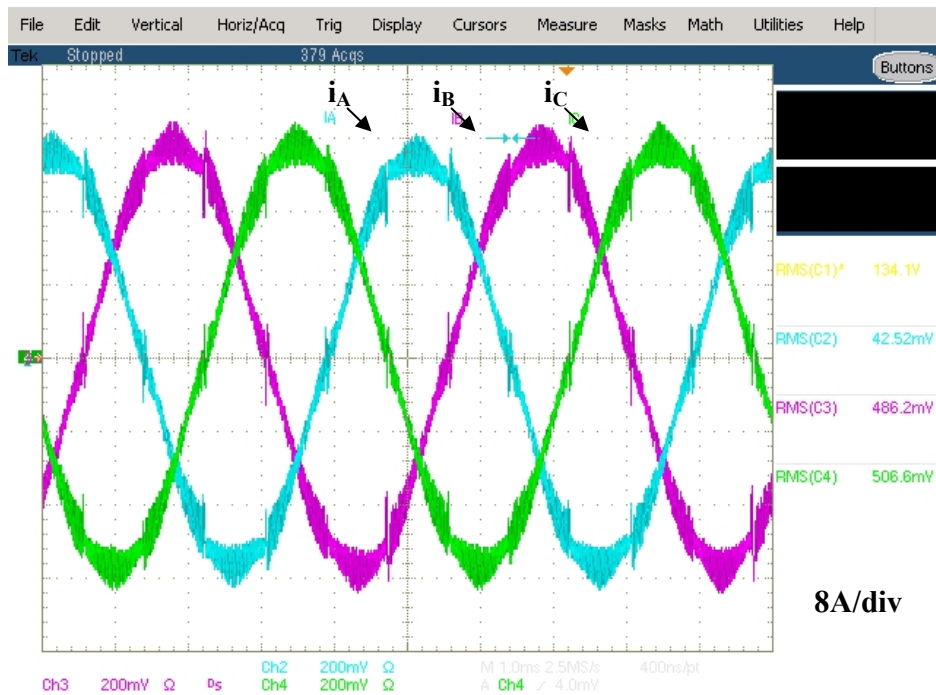 File Edit Vertical Horiz/Acq Trig Display Cursors Measure Masks Math Utilities Help
Tek Stopped 379 Acqs
Buttons
iA iB iC
IA IB IC
RMS(C1)* 134.1V
RMS(C2) 42.52mV
RMS(C3) 486.2mV
RMS(C4) 506.6mV
8A/div
Ch2 200mV Ω M 1.0ms 2.5MS/s 400ns/pt
Ch3 200mV Ω Ch4 200mV Ω A Ch4 4.0mV